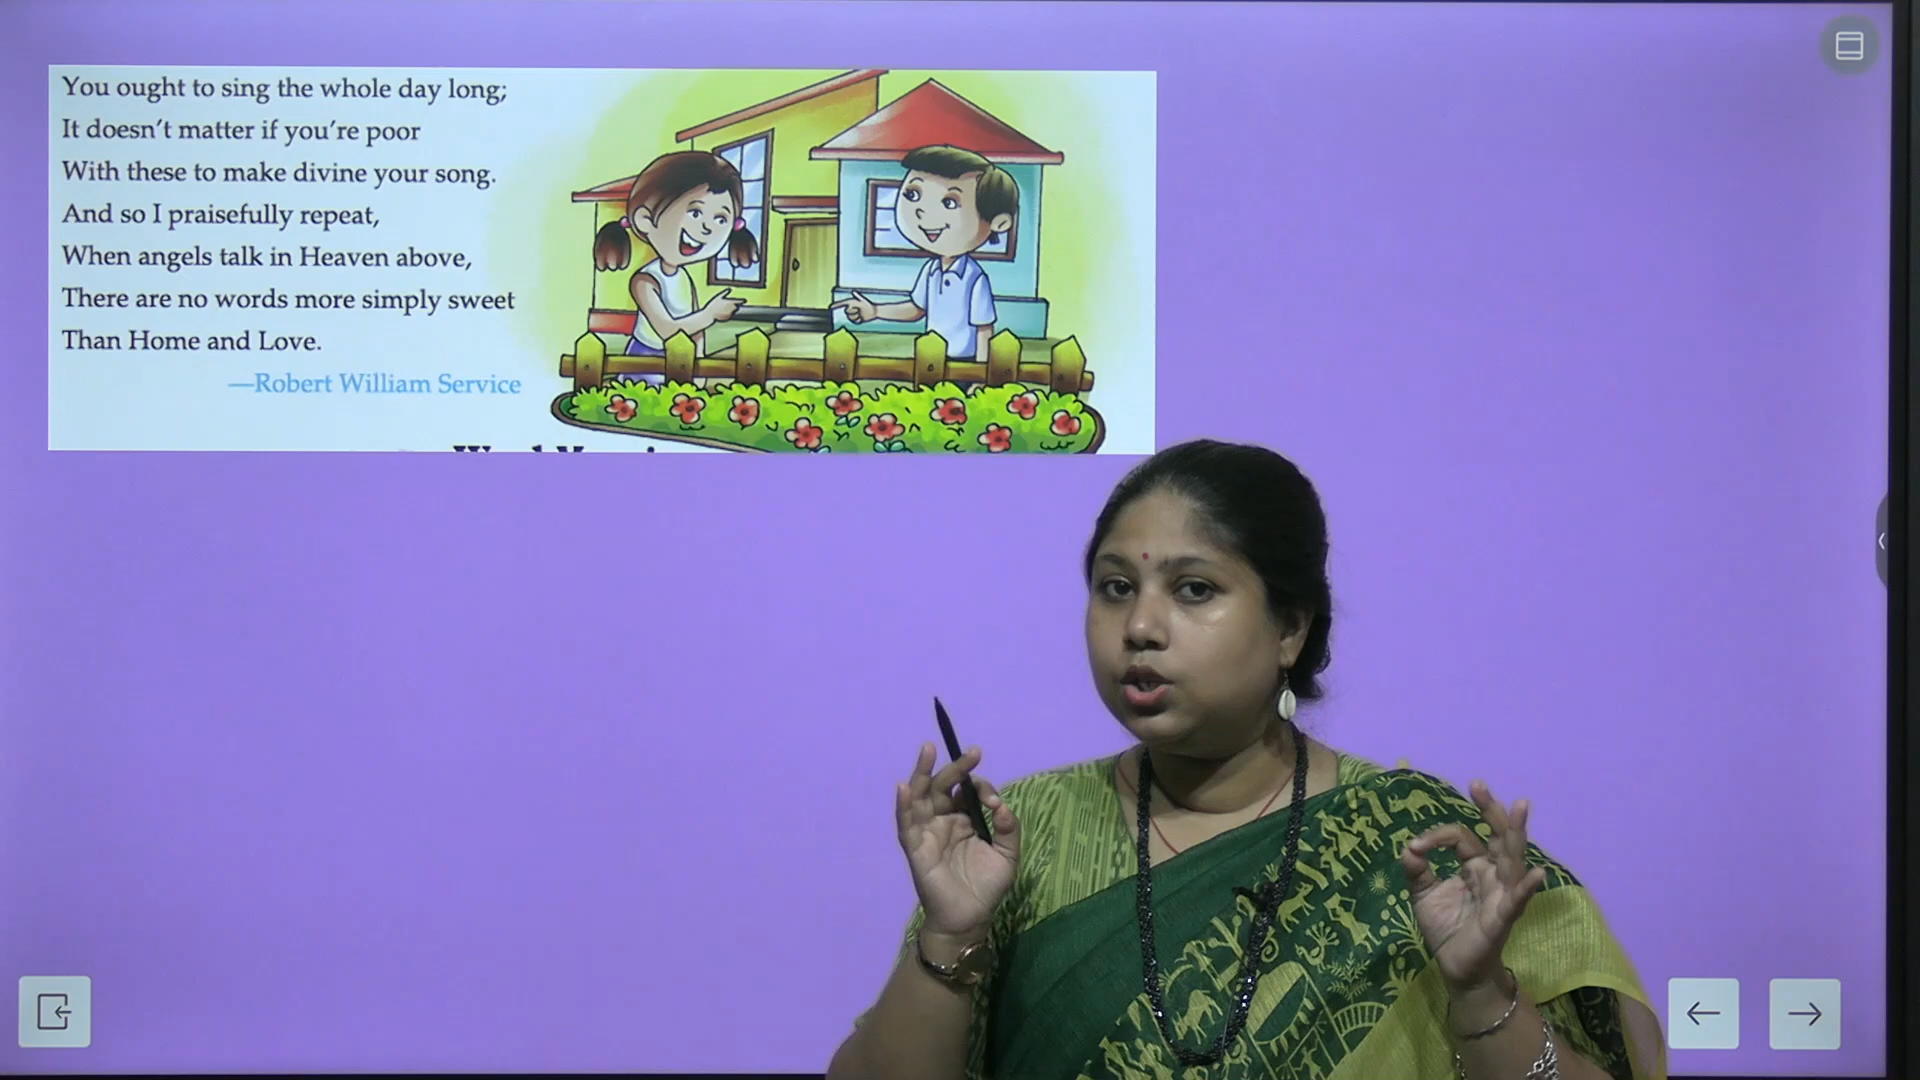 You ought to sing the whole day long;
It doesn't matter if you're poor
With these to make divine your song.
And so I praisefully repeat,
When angels talk in Heaven above,
There are no words more simply sweet
Than Home and Love.
—Robert William Service